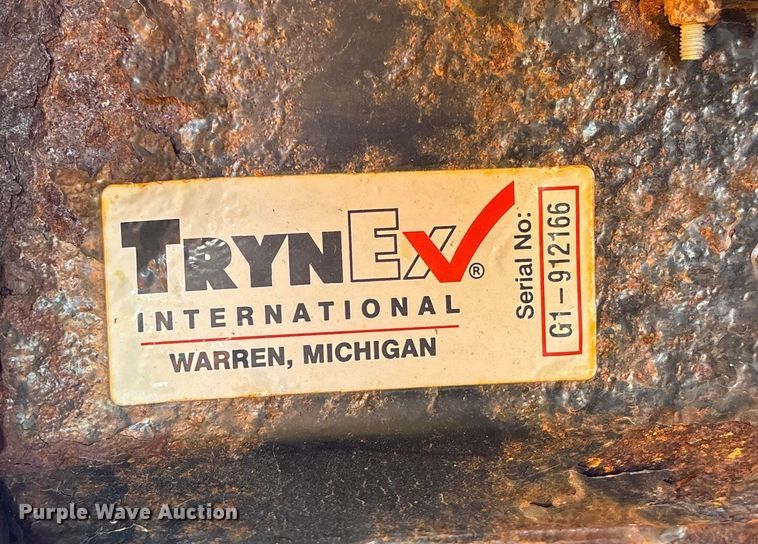 TRYNEX®
INTERNATIONAL
WARREN, MICHIGAN
Serial No:
G1-912166
Purple Wave Auction